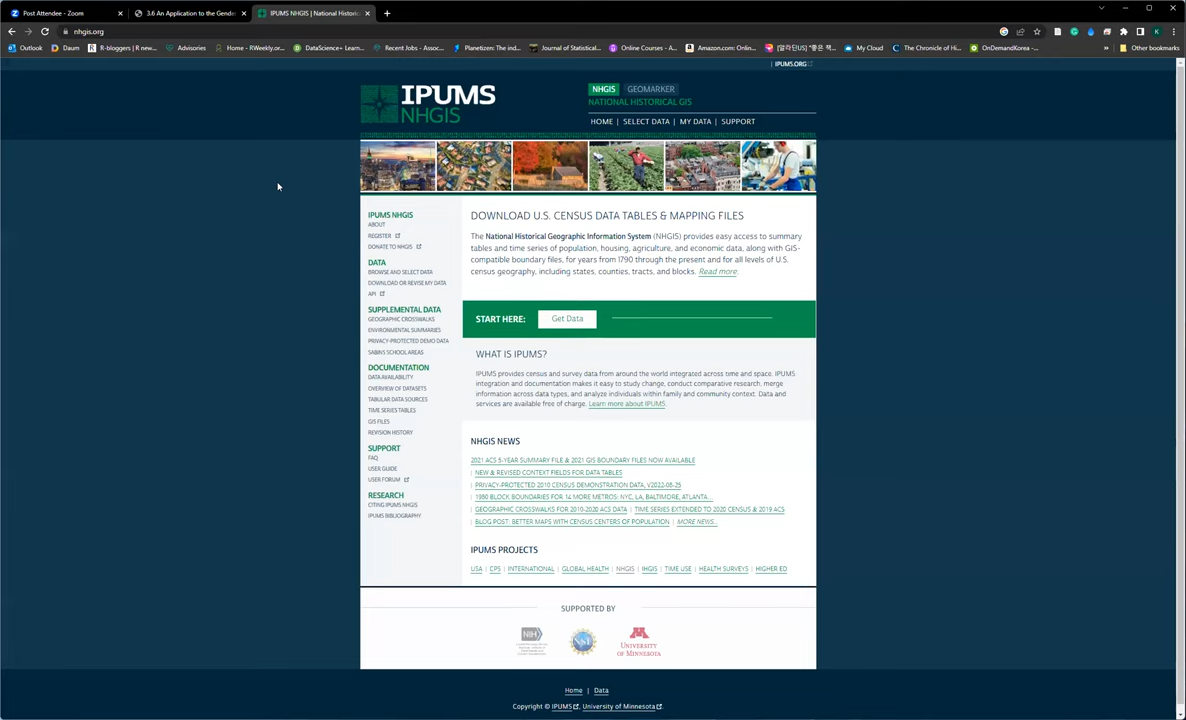 Post Attendee - Zoom
3.6 An Application to the Gende
IPUMS NHGIS | National Historic
nhgis.org
Outlook
Daum
R-bloggers | R new...
Advisories
Home - RWeekly.or...
DataScience+ Learn...
Recent Jobs - Assoc...
Planetizen: The ind...
Journal of Statistical...
Online Courses - A...
Amazon.com: Onlin...
[알라딘US] "좋은 책...
My Cloud
The Chronicle of Hi...
OnDemandKorea -...
»
Other bookmarks
| IPUMS.ORG
IPUMS
NHGIS
NHGIS GEOMARKER
NATIONAL HISTORICAL GIS
HOME | SELECT DATA | MY DATA | SUPPORT
IPUMS NHGIS
ABOUT
REGISTER
DONATE TO NHGIS
DATA
BROWSE AND SELECT DATA
DOWNLOAD OR REVISE MY DATA
API
SUPPLEMENTAL DATA
GEOGRAPHIC CROSSWALKS
ENVIRONMENTAL SUMMARIES
PRIVACY-PROTECTED DEMO DATA
SABINS SCHOOL AREAS
DOCUMENTATION
DATA AVAILABILITY
OVERVIEW OF DATASETS
TABULAR DATA SOURCES
TIME SERIES TABLES
GIS FILES
REVISION HISTORY
SUPPORT
FAQ
USER GUIDE
USER FORUM
RESEARCH
CITING IPUMS NHGIS
IPUMS BIBLIOGRAPHY
DOWNLOAD U.S. CENSUS DATA TABLES & MAPPING FILES
The National Historical Geographic Information System (NHGIS) provides easy access to summary
tables and time series of population, housing, agriculture, and economic data, along with GIS-
compatible boundary files, for years from 1790 through the present and for all levels of U.S.
census geography, including states, counties, tracts, and blocks. Read more.
START HERE: Get Data
WHAT IS IPUMS?
IPUMS provides census and survey data from around the world integrated across time and space. IPUMS
integration and documentation makes it easy to study change, conduct comparative research, merge
information across data types, and analyze individuals within family and community context. Data and
services are available free of charge. Learn more about IPUMS.
NHGIS NEWS
2021 ACS 5-YEAR SUMMARY FILE & 2021 GIS BOUNDARY FILES NOW AVAILABLE
| NEW & REVISED CONTEXT FIELDS FOR DATA TABLES
| PRIVACY-PROTECTED 2010 CENSUS DEMONSTRATION DATA, V2022-08-25
| 1980 BLOCK BOUNDARIES FOR 14 MORE METROS: NYC, LA, BALTIMORE, ATLANTA...
| GEOGRAPHIC CROSSWALKS FOR 2010-2020 ACS DATA | TIME SERIES EXTENDED TO 2020 CENSUS & 2019 ACS
| BLOG POST: BETTER MAPS WITH CENSUS CENTERS OF POPULATION | MORE NEWS...
IPUMS PROJECTS
USA | CPS | INTERNATIONAL | GLOBAL HEALTH | NHGIS | IHGIS | TIME USE | HEALTH SURVEYS | HIGHER ED
SUPPORTED BY
NIH
NSF
UNIVERSITY
OF MINNESOTA
Home | Data
Copyright © IPUMS, University of Minnesota.